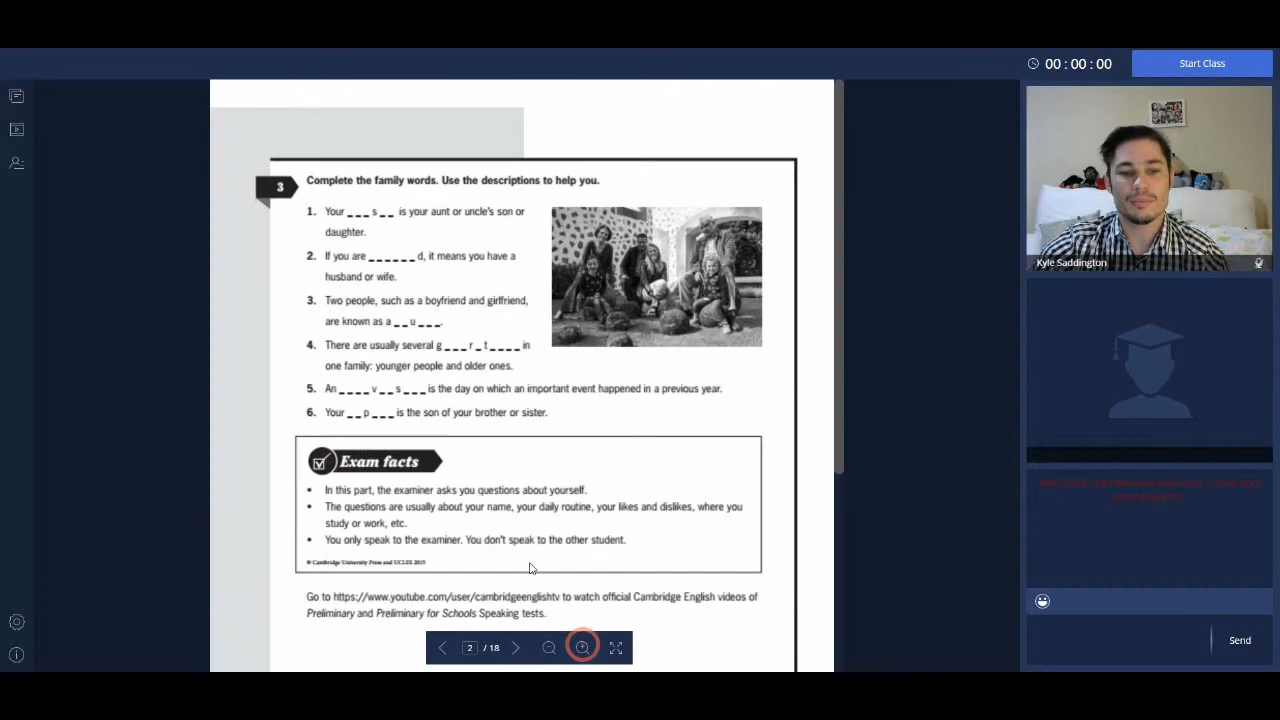 00 : 00 : 00
Start Class
3
Complete the family words. Use the descriptions to help you.
1. Your _ _ _ s _ _ is your aunt or uncle's son or
daughter.
2. If you are _ _ _ _ _ _ d, it means you have a
husband or wife.
3. Two people, such as a boyfriend and girlfriend,
are known as a _ _ u _ _ _.
4. There are usually several g _ _ _ r _ t _ _ _ _ in
one family: younger people and older ones.
5. An _ _ _ _ v _ _ s _ _ _ is the day on which an important event happened in a previous year.
6. Your _ _ p _ _ _ is the son of your brother or sister.
Exam facts
• In this part, the examiner asks you questions about yourself.
• The questions are usually about your name, your daily routine, your likes and dislikes, where you
study or work, etc.
• You only speak to the examiner. You don't speak to the other student.
© Cambridge University Press and UCLES 2015
Go to https://www.youtube.com/user/cambridgeenglishtv to watch official Cambridge English videos of
Preliminary and Preliminary for Schools Speaking tests.
2 / 18
Kyle Saddington
Send